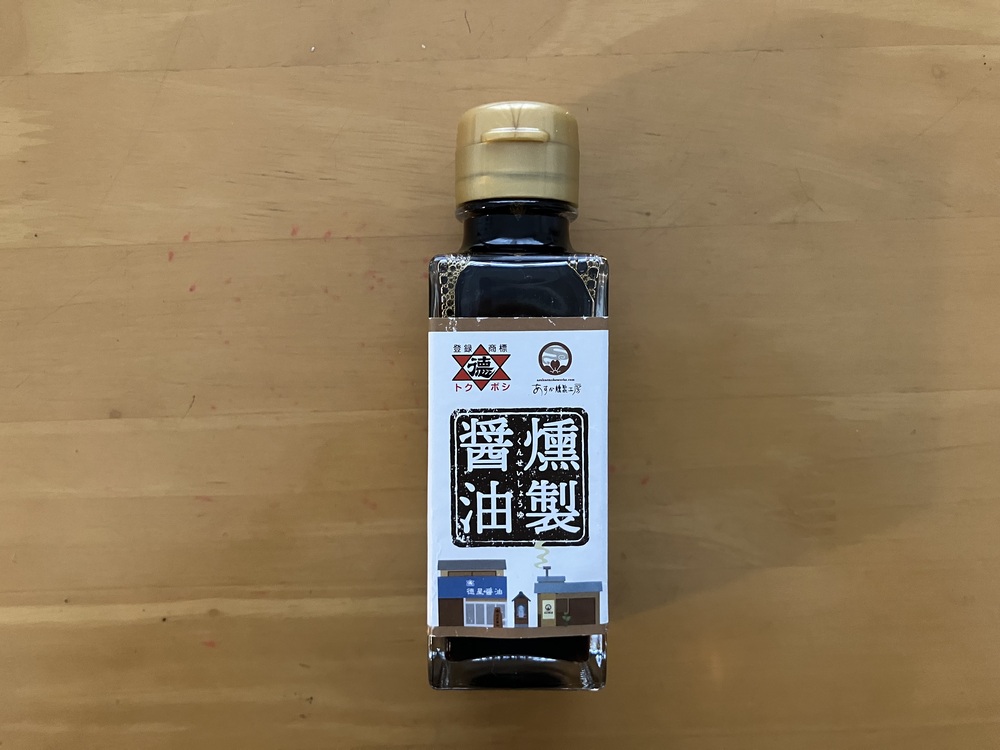 登録 商標
徳
トク ボシ
あすか燻製工房
燻製
醤油
くんせいしょうゆ
徳星醤油